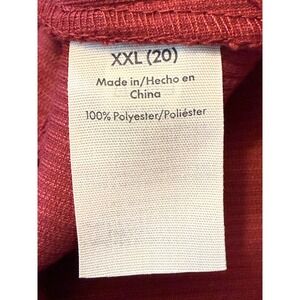 XXL (20)
Made in/Hecho en
China
100% Polyester/Poliéster